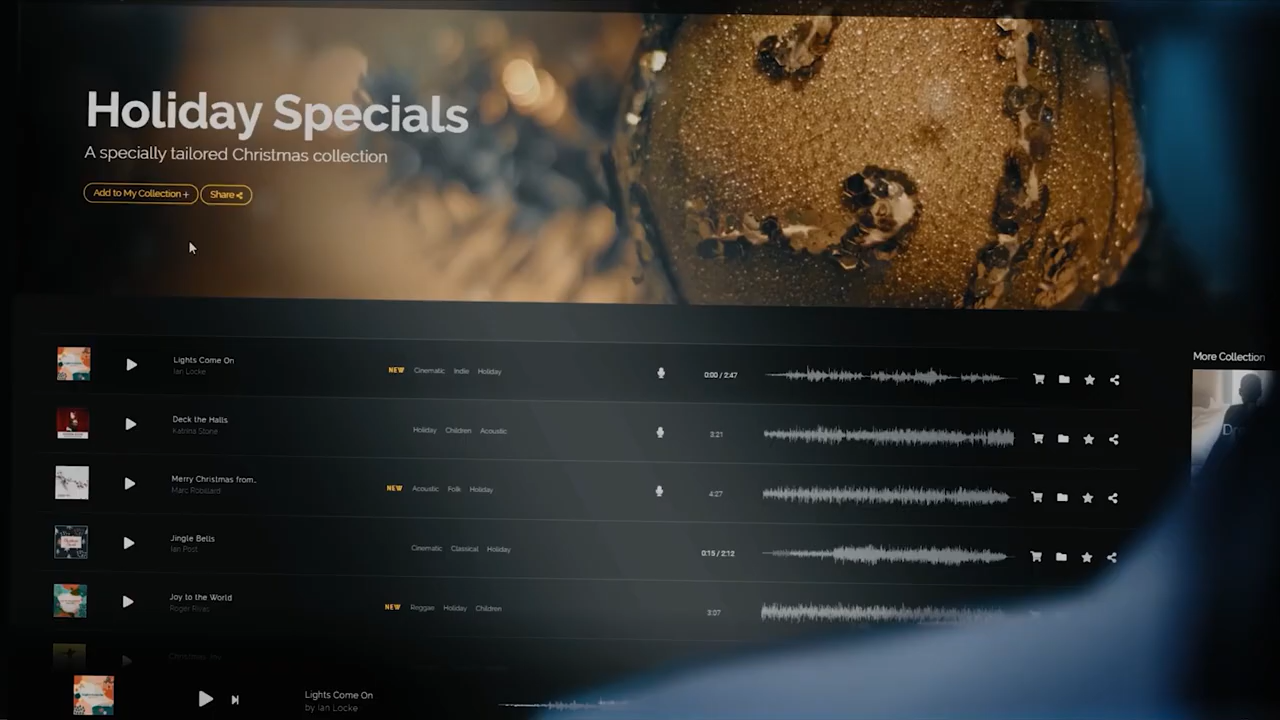 Holiday Specials
A specially tailored Christmas collection
Add to My Collection +
Share
Lights Come On
Ian Locke
NEW Cinematic Indie Holiday
0:00 / 2:47
More Collection
Deck the Halls
Katrina Stone
Holiday Children Acoustic
3:21
Merry Christmas from..
Marc Robillard
NEW Acoustic Folk Holiday
4:27
Jingle Bells
Ian Post
Cinematic Classical Holiday
0:15 / 2:12
Joy to the World
Roger Rivas
NEW Reggae Holiday Children
3:07
Lights Come On
by Ian Locke